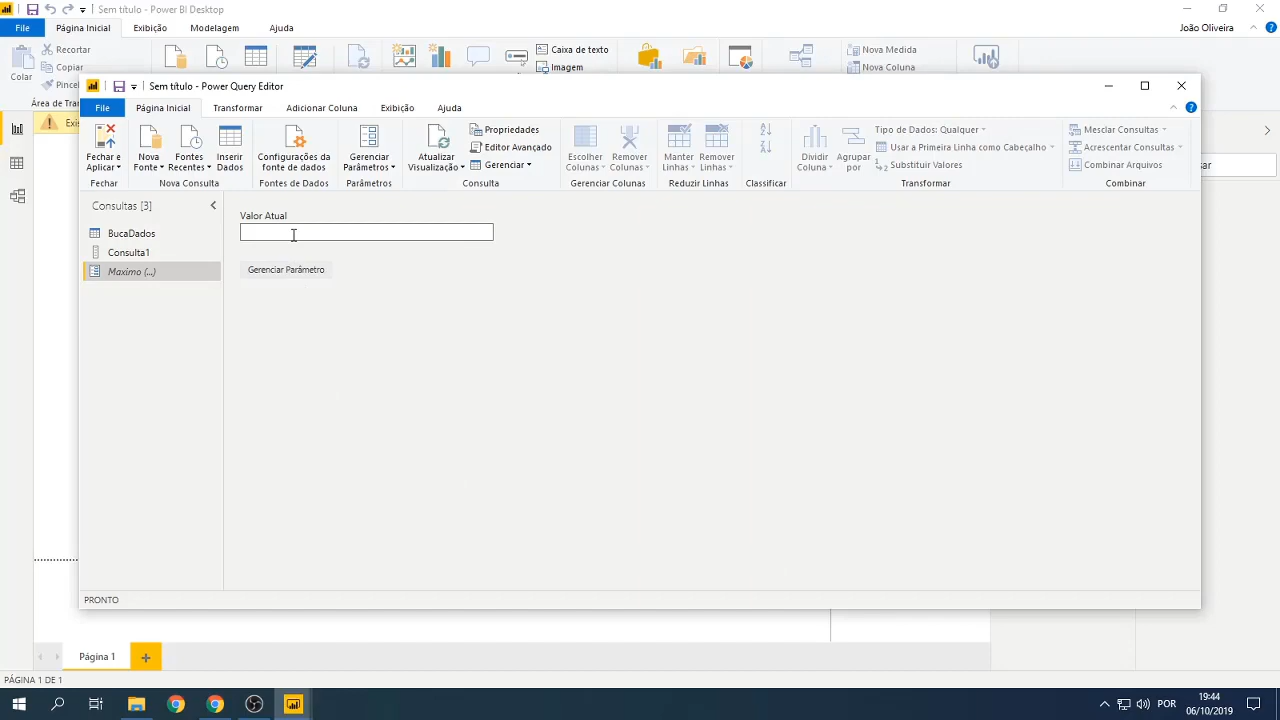 Sem título - Power BI Desktop
File
Página Inicial
Exibição
Modelagem
Ajuda
João Oliveira
Colar
Recortar
Copiar
Pincel
Caixa de texto
Imagem
Nova Medida
Nova Coluna
Sem título - Power Query Editor
File
Página Inicial
Transformar
Adicionar Coluna
Exibição
Ajuda
Fechar e
Aplicar
Fechar
Nova
Fonte
Fontes
Recentes
Inserir
Dados
Nova Consulta
Configurações da
fonte de dados
Fontes de Dados
Gerenciar
Parâmetros
Parâmetros
Atualizar
Visualização
Propriedades
Editor Avançado
Gerenciar
Consulta
Escolher
Colunas
Remover
Colunas
Gerenciar Colunas
Manter
Linhas
Remover
Linhas
Reduzir Linhas
Classificar
Dividir
Coluna
Agrupar
por
Tipo de Dados: Qualquer
Usar a Primeira Linha como Cabeçalho
Substituir Valores
Transformar
Mesclar Consultas
Acrescentar Consultas
Combinar Arquivos
Combinar
Consultas [3]
BucaDados
Consulta1
Maximo (...)
Valor Atual
Gerenciar Parâmetro
PRONTO
Página 1
PÁGINA 1 DE 1
POR
19:44
06/10/2019